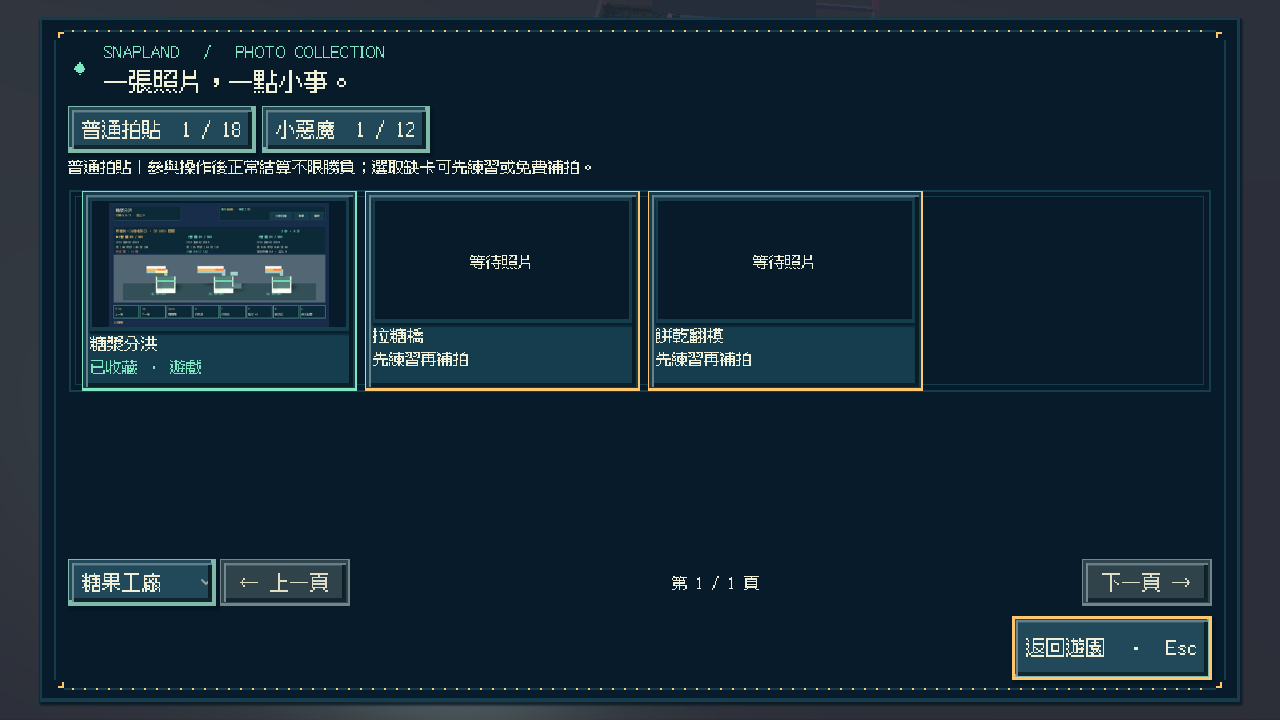 SNAPLAND / PHOTO COLLECTION
一張照片，一點小事。
普通拍貼 1 / 18
小惡魔 1 / 12
普通拍貼｜參與操作後正常結算不限勝負；選取缺卡可先練習或免費補拍。
等待照片
等待照片
糖漿分洪
已收藏 · 遊戲
拉糖橋
先練習再補拍
餅乾翻模
先練習再補拍
糖果工廠
← 上一頁
第 1 / 1 頁
下一頁 →
返回遊園 · Esc